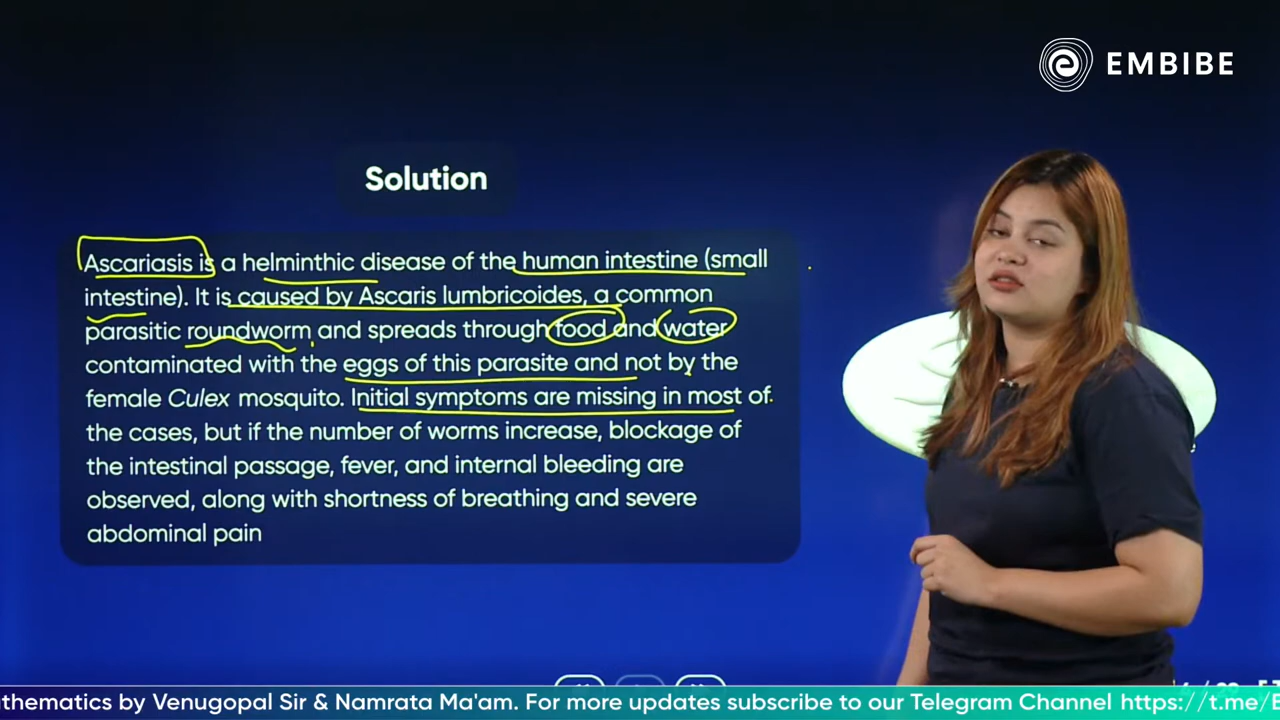 EMBIBE
Solution
Ascariasis is a helminthic disease of the human intestine (small
intestine). It is caused by Ascaris lumbricoides, a common
parasitic roundworm, and spreads through food and water
contaminated with the eggs of this parasite and not by the
female Culex mosquito. Initial symptoms are missing in most of
the cases, but if the number of worms increase, blockage of
the intestinal passage, fever, and internal bleeding are
observed, along with shortness of breathing and severe
abdominal pain
thematics by Venugopal Sir & Namrata Ma'am. For more updates subscribe to our Telegram Channel https://t.me/E